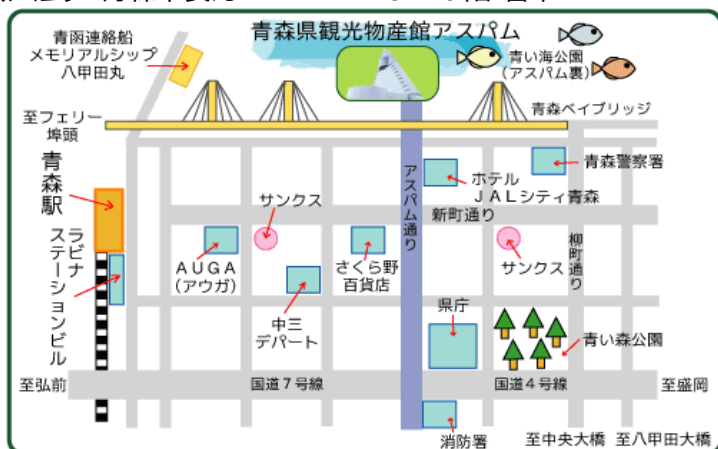 青森県観光物産館アスパム
青函連絡船
メモリアルシップ
八甲田丸
青い海公園
(アスパム裏)
至フェリー
埠頭
青森ベイブリッジ
青森駅
アスパム通り
ホテル
JALシティ青森
青森警察署
サンクス
新町通り
ラビナ
ステーションビル
AUGA
(アウガ)
さくら野
百貨店
サンクス
柳町通り
中三
デパート
県庁
青い森公園
至弘前
国道7号線
国道4号線
至盛岡
消防署
至中央大橋
至八甲田大橋